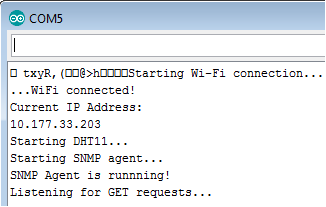 COM5
txyR,( @>h Starting Wi-Fi connection...
...WiFi connected!
Current IP Address:
10.177.33.203
Starting DHT11...
Starting SNMP agent...
SNMP Agent is runnning!
Listening for GET requests...